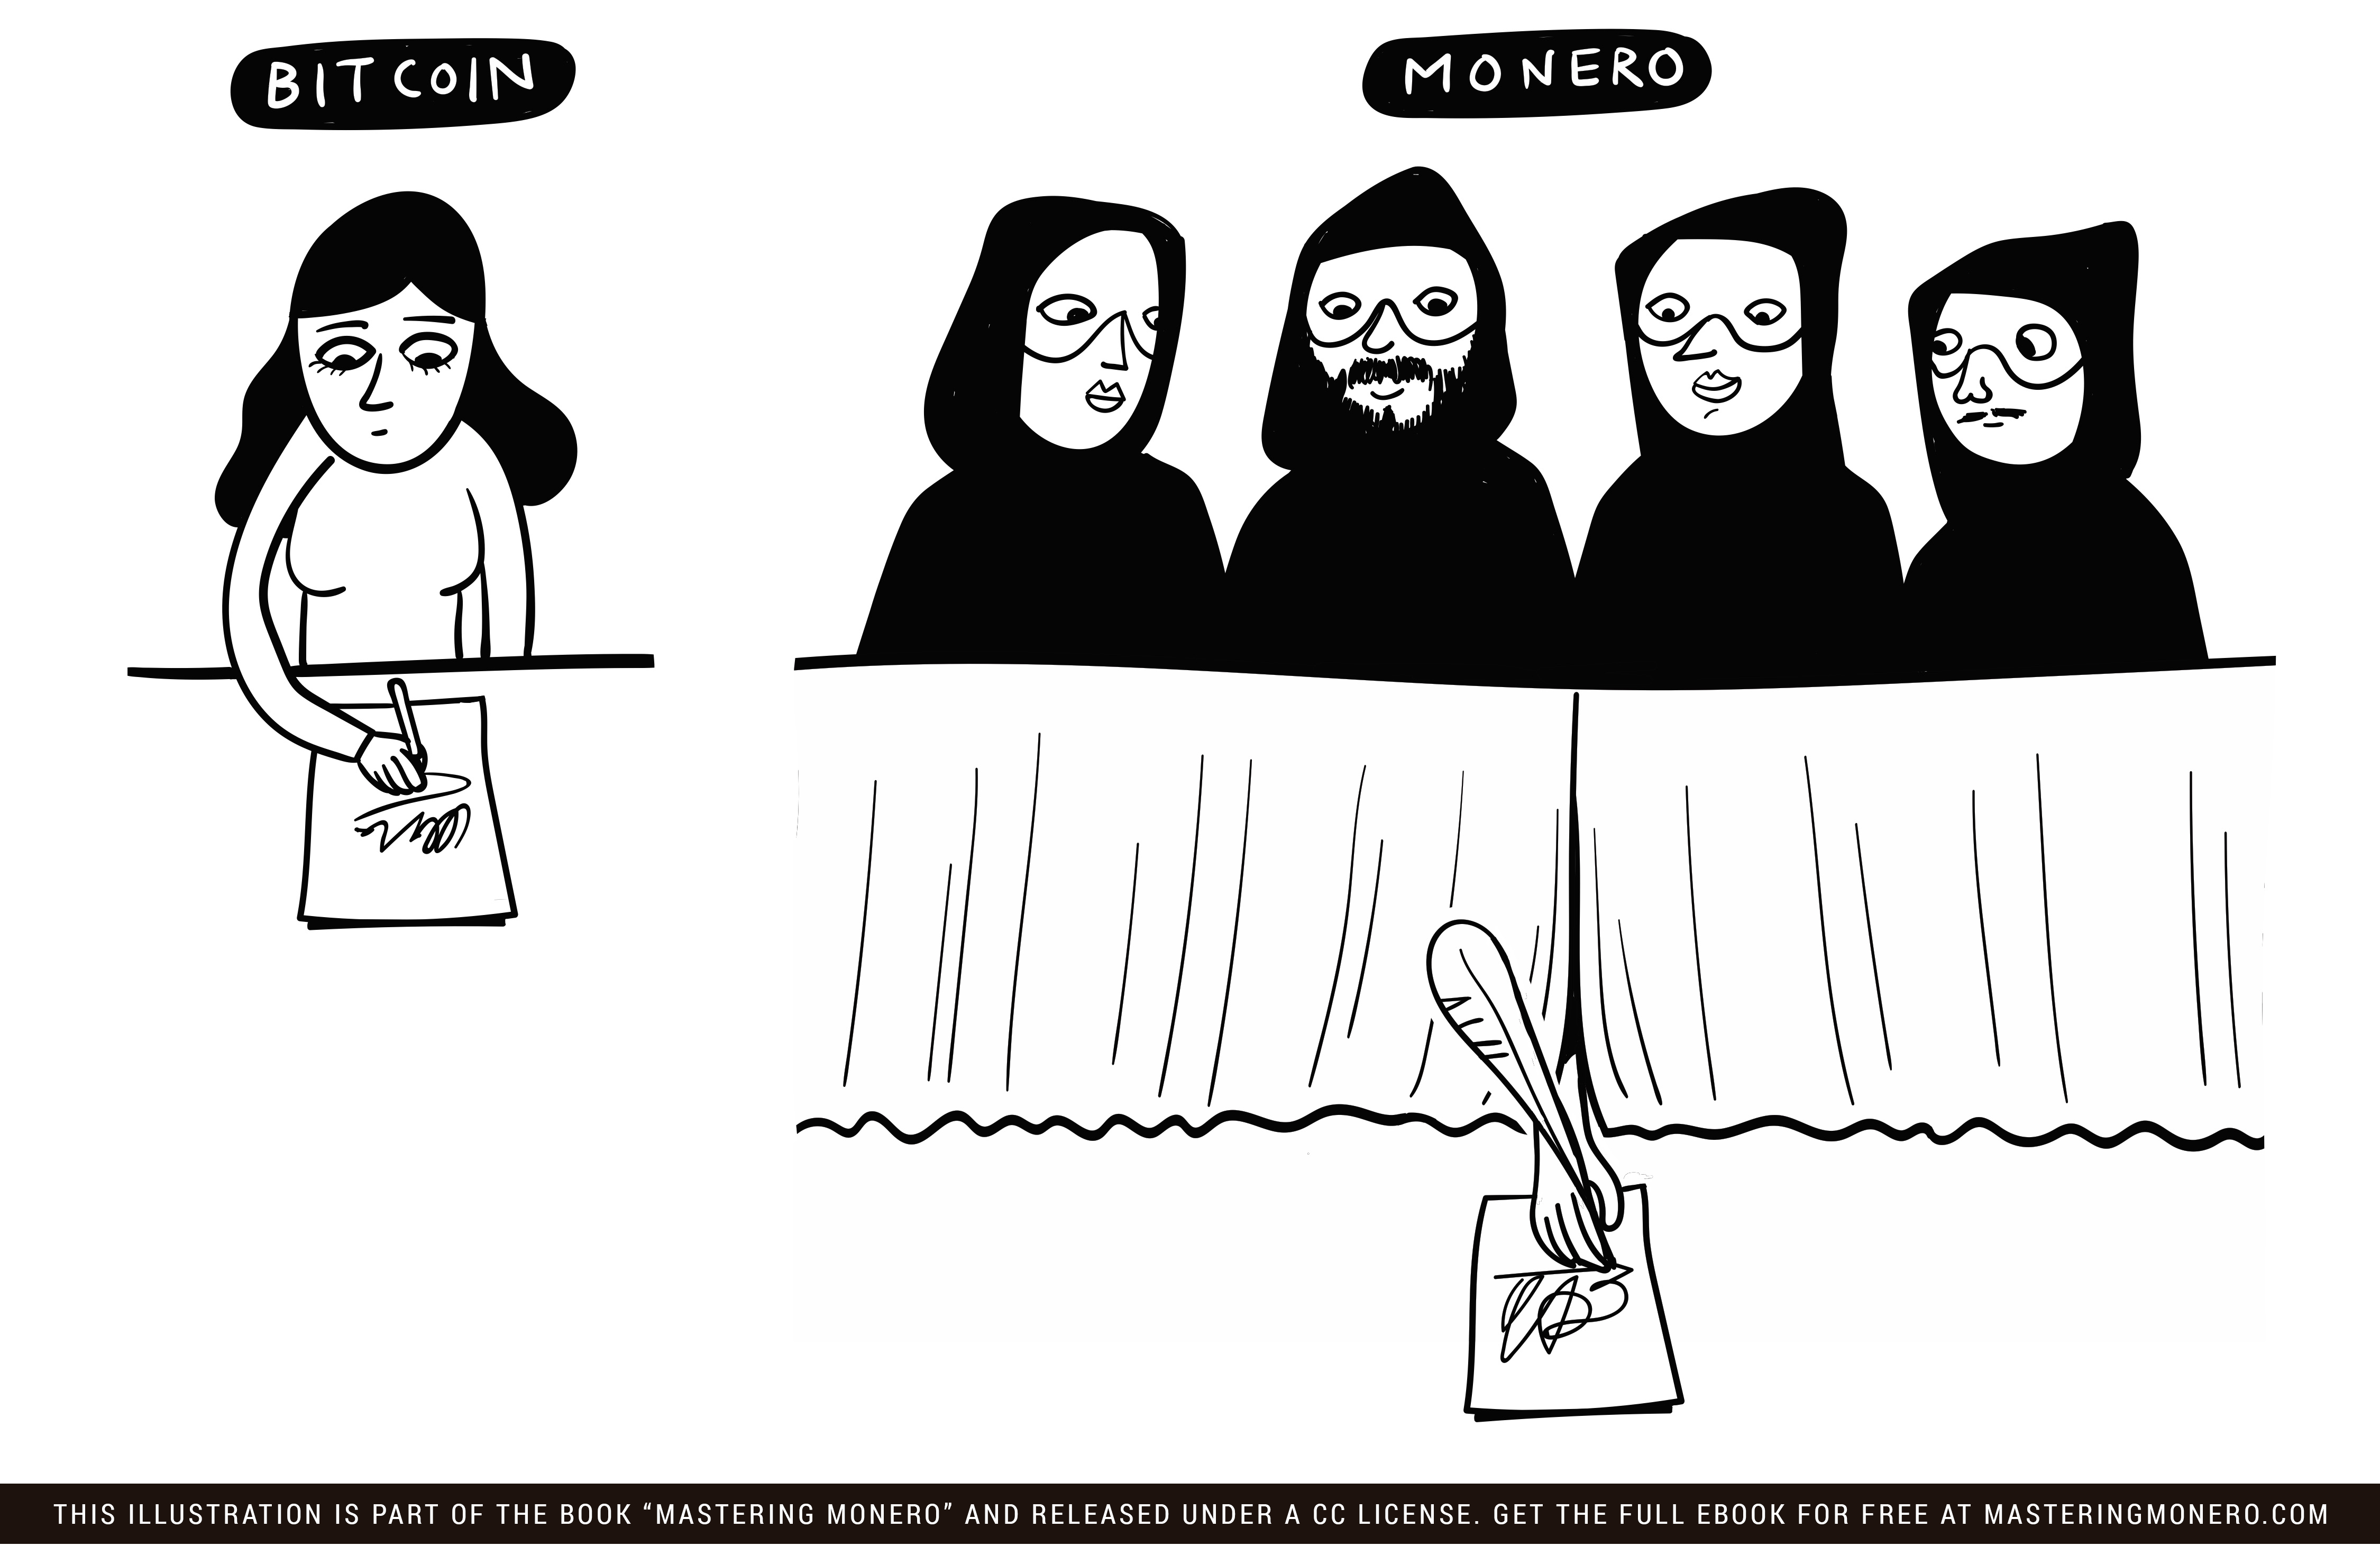 BITCOIN
MONERO
THIS ILLUSTRATION IS PART OF THE BOOK “MASTERING MONERO” AND RELEASED UNDER A CC LICENSE. GET THE FULL EBOOK FOR FREE AT MASTERINGMONERO.COM